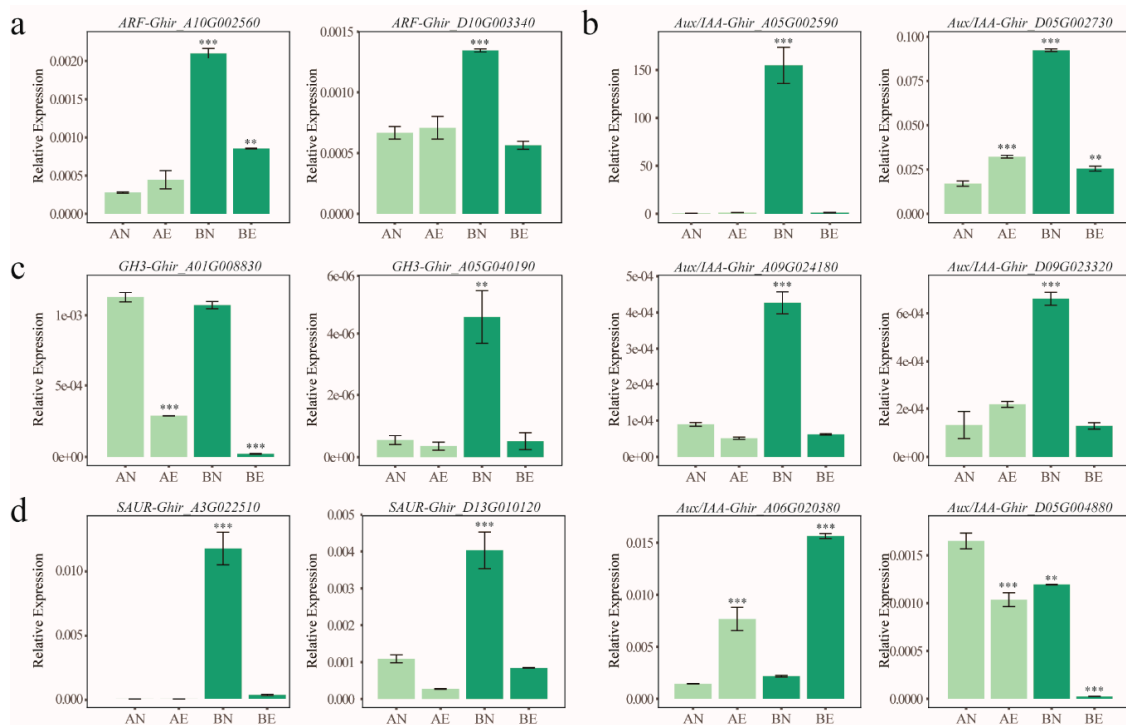 a
ARF-Ghir_A10G002560
Relative Expression
0.0020
0.0015
0.0010
0.0005
0.0000
***
**
AN AE BN BE
ARF-Ghir_D10G003340
Relative Expression
0.0015
0.0010
0.0005
0.0000
***
AN AE BN BE
b
Aux/IAA-Ghir_A05G002590
Relative Expression
150
100
50
0
***
AN AE BN BE
Aux/IAA-Ghir_D05G002730
Relative Expression
0.100
0.075
0.050
0.025
0.000
***
***
**
AN AE BN BE
c
GH3-Ghir_A01G008830
Relative Expression
1e-03
5e-04
0e+00
***
***
AN AE BN BE
GH3-Ghir_A05G040190
Relative Expression
6e-06
4e-06
2e-06
0e+00
**
AN AE BN BE
Aux/IAA-Ghir_A09G024180
Relative Expression
5e-04
4e-04
3e-04
2e-04
1e-04
0e+00
***
AN AE BN BE
Aux/IAA-Ghir_D09G023320
Relative Expression
6e-04
4e-04
2e-04
0e+00
***
AN AE BN BE
d
SAUR-Ghir_A3G022510
Relative Expression
0.010
0.005
0.000
***
AN AE BN BE
SAUR-Ghir_D13G010120
Relative Expression
0.005
0.004
0.003
0.002
0.001
0.000
***
AN AE BN BE
Aux/IAA-Ghir_A06G020380
Relative Expression
0.015
0.010
0.005
0.000
***
***
AN AE BN BE
Aux/IAA-Ghir_D05G004880
Relative Expression
0.0015
0.0010
0.0005
0.0000
***
**
***
AN AE BN BE